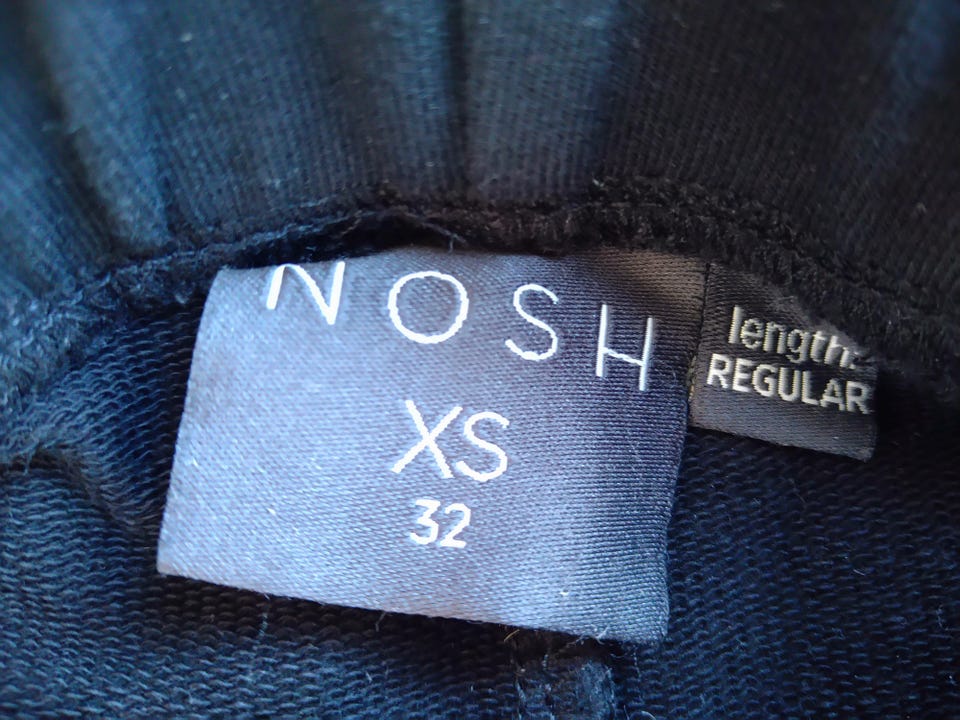 NOSH
XS
32
length:
REGULAR